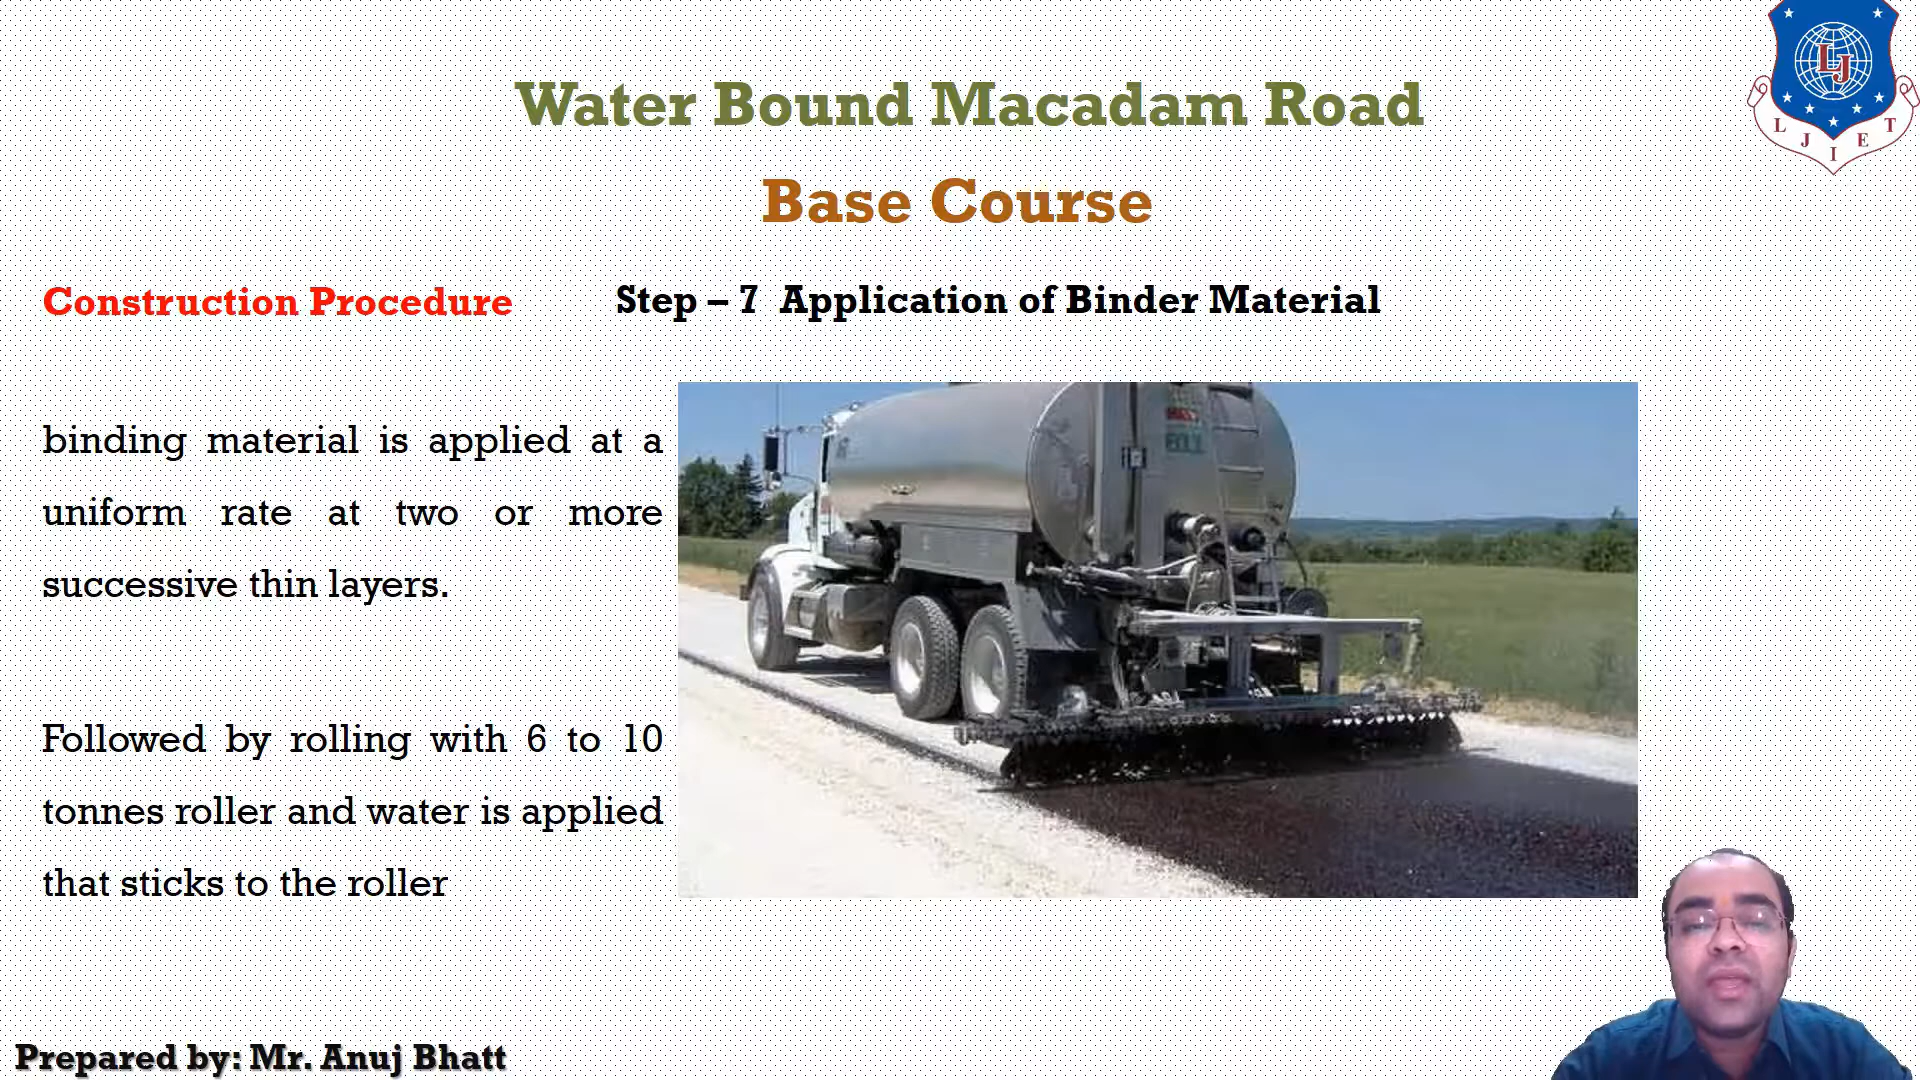 Water Bound Macadam Road
Base Course
Construction Procedure
Step – 7 Application of Binder Material
binding material is applied at a
uniform rate at two or more
successive thin layers.
Followed by rolling with 6 to 10
tonnes roller and water is applied
that sticks to the roller
Prepared by: Mr. Anuj Bhatt
LJ
L J I E T